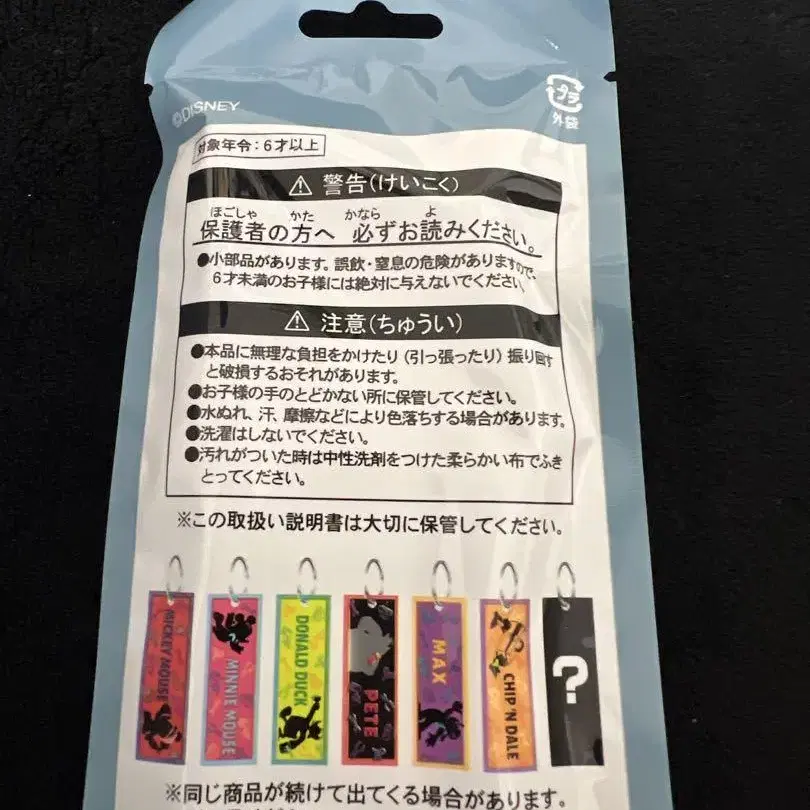 ©DISNEY
プラ
外袋
対象年令:6才以上
⚠ 警告(けいこく)
ほごしゃ かた かなら よ
保護者の方へ 必ずお読みください。
●小部品があります。誤飲・窒息の危険がありますので、
6才未満のお子様には絶対に与えないでください
⚠ 注意(ちゅうい)
●本品に無理な負担をかけたり(引っ張ったり)振り回す
と破損するおそれがあります。
●お子様の手のとどかない所に保管してください。
●水ぬれ、汗、摩擦などにより色落ちする場合があります。
●洗濯はしないでください。
●汚れがついた時は中性洗剤をつけた柔らかい布でふき
とってください。
※この取扱い説明書は大切に保管してください。
MICKEY MOUSE
MINNIE MOUSE
DONALD DUCK
PETE
MAX
CHIP 'N DALE
?
※同じ商品が続けて出てくる場合があります。